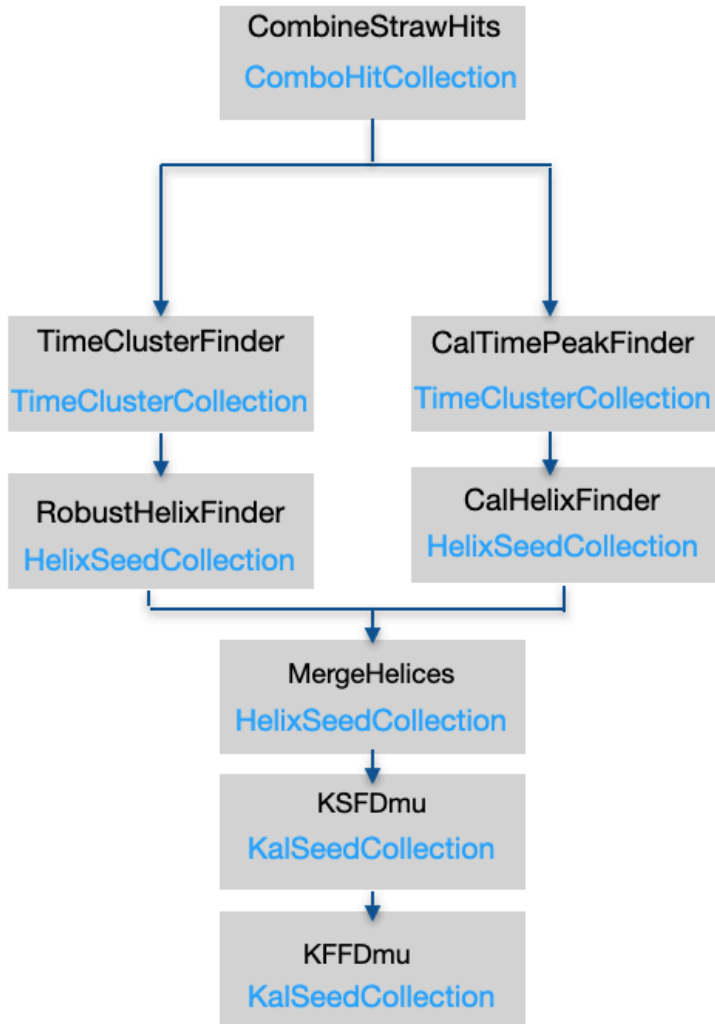 CombineStrawHits
ComboHitCollection
TimeClusterFinder
TimeClusterCollection
CalTimePeakFinder
TimeClusterCollection
RobustHelixFinder
HelixSeedCollection
CalHelixFinder
HelixSeedCollection
MergeHelices
HelixSeedCollection
KSFDmu
KalSeedCollection
KFFDmu
KalSeedCollection